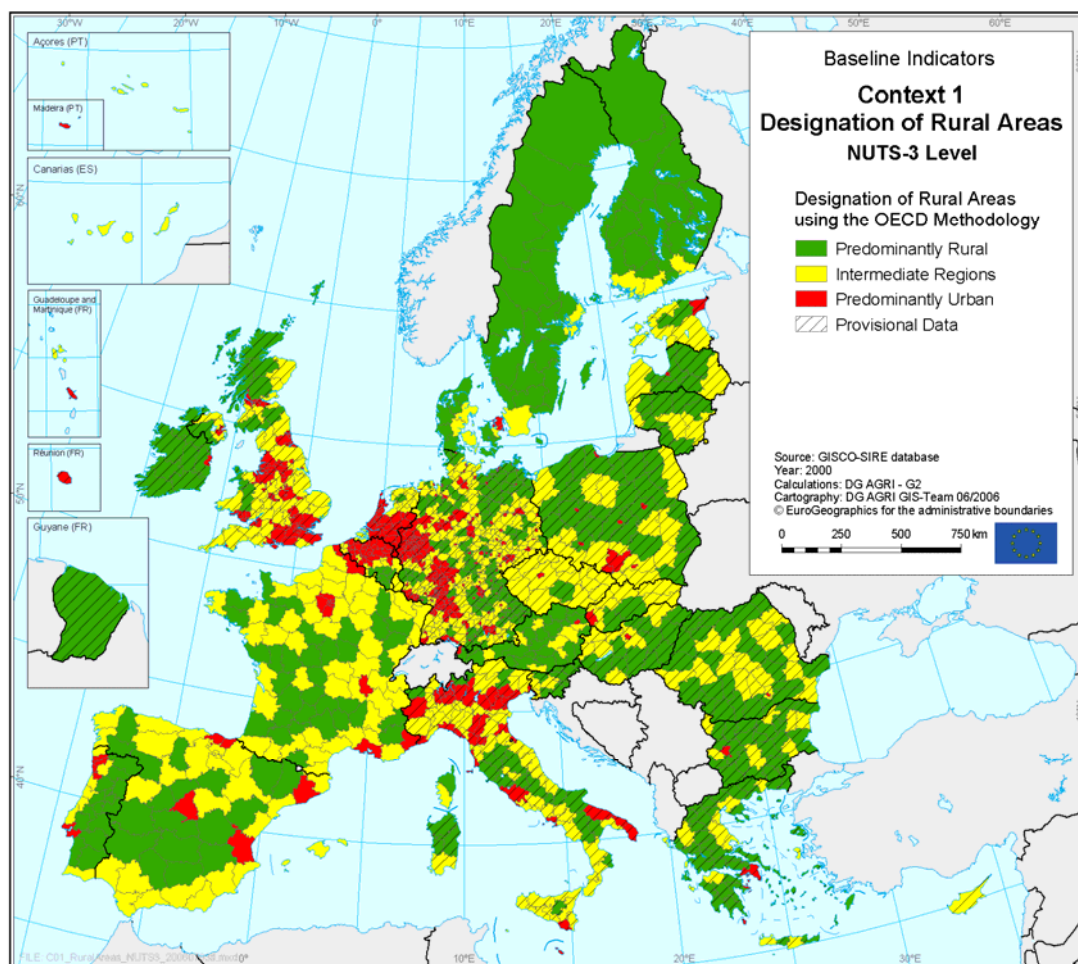 30°W
20°W
10°W
0°
10°E
20°E
30°E
40°E
50°E
60°E
Açores (PT)
Madeira (PT)
Canarias (ES)
Guadeloupe and
Martinique (FR)
Réunion (FR)
Guyane (FR)
60°N
50°N
40°N
Baseline Indicators
Context 1
Designation of Rural Areas
NUTS-3 Level
Designation of Rural Areas
using the OECD Methodology
Predominantly Rural
Intermediate Regions
Predominantly Urban
Provisional Data
Source: GISCO-SIRE database
Year: 2000
Calculations: DG AGRI - G2
Cartography: DG AGRI GIS-Team 06/2006
© EuroGeographics for the administrative boundaries
0 250 500 750 km
0°
10°E
20°E
30°E
40°E